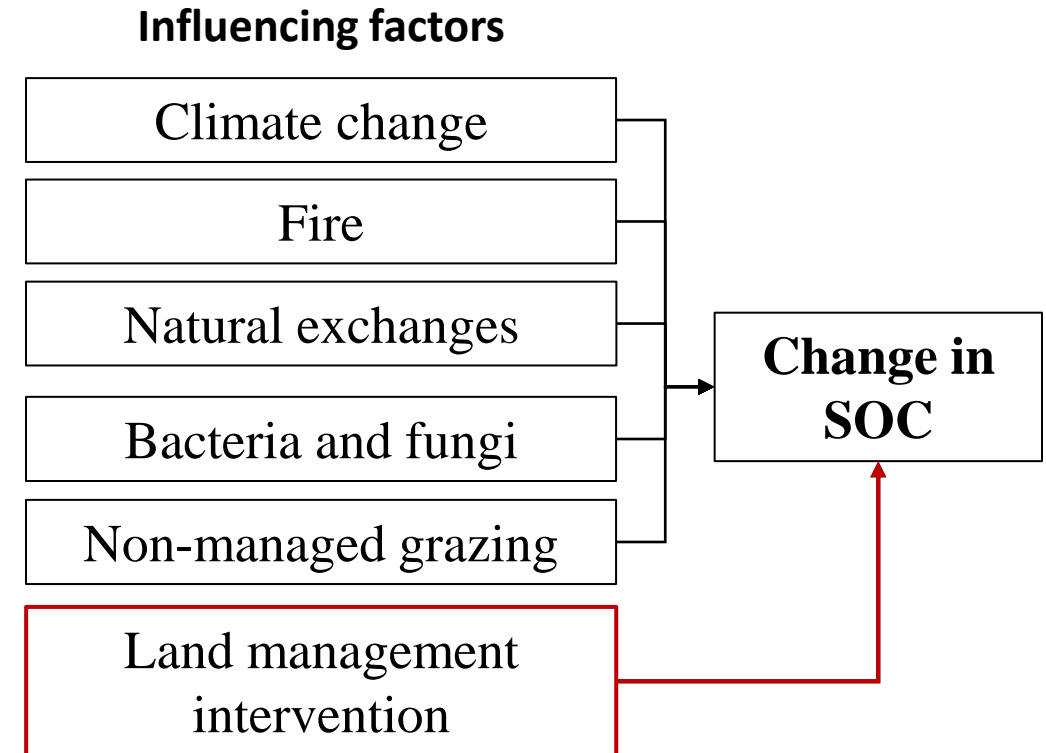 Influencing factors
Climate change
Fire
Natural exchanges
Bacteria and fungi
Non-managed grazing
Land management
intervention
Change in
SOC